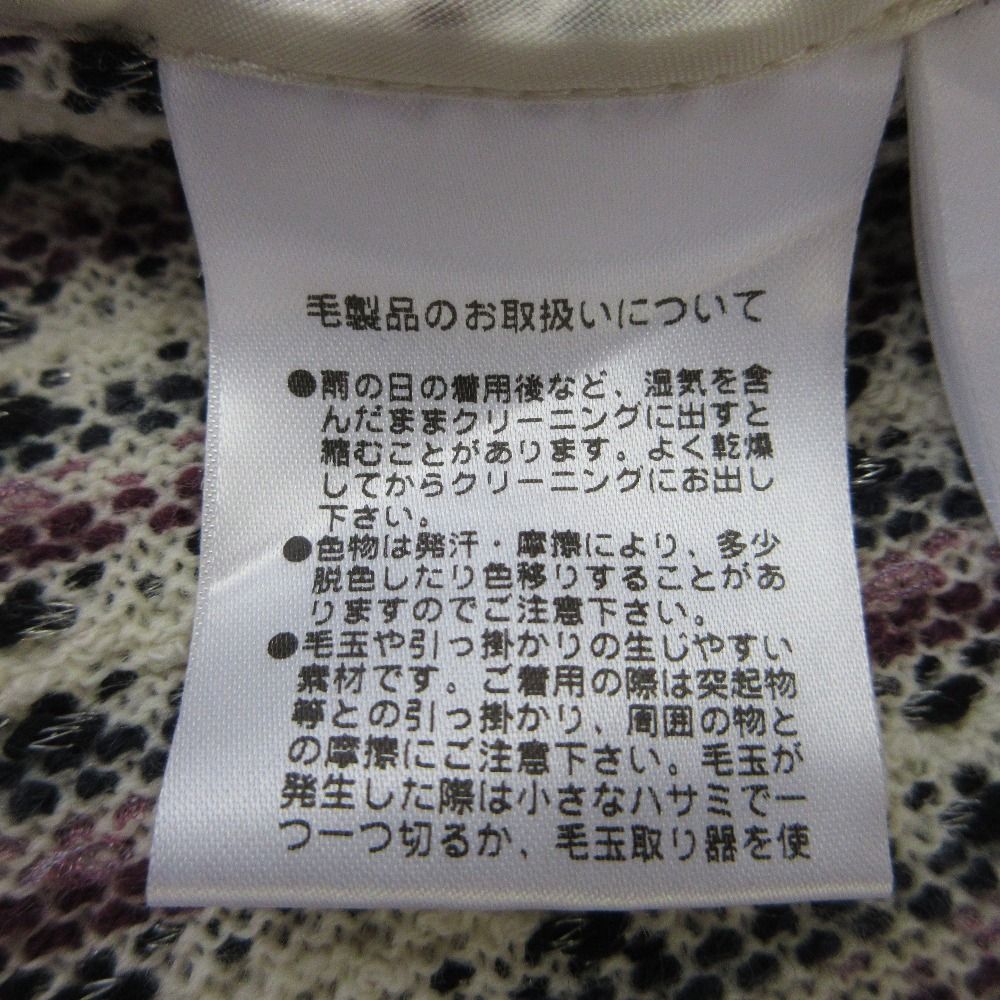 毛製品のお取扱いについて
●雨の日の着用後など、湿気を含
んだままクリーニングに出すと
縮むことがあります。よく乾燥
してからクリーニングにお出し
下さい。
●色物は発汗・摩擦により、多少
脱色したり色移りすることがあ
りますのでご注意下さい。
●毛玉や引っ掛かりの生じやすい
素材です。ご着用の際は突起物
等との引っ掛かり、周囲の物と
の摩擦にご注意下さい。毛玉が
発生した際は小さなハサミで一
つ一つ切るか、毛玉取り器を使